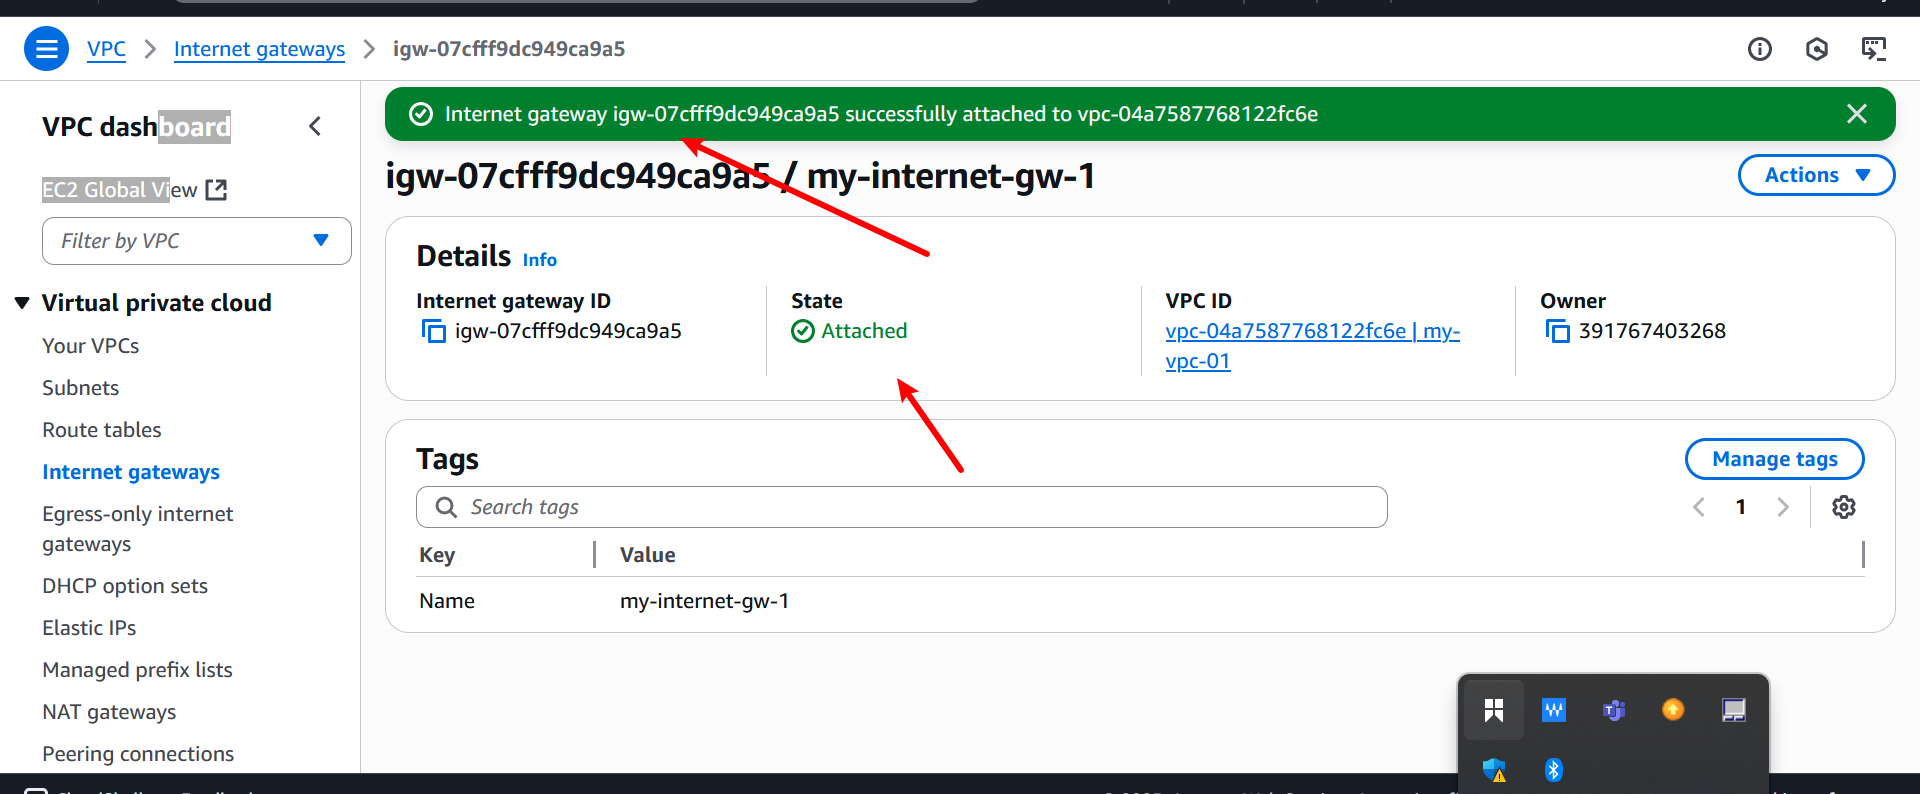 VPC > Internet gateways > igw-07cfff9dc949ca9a5
VPC dashboard
EC2 Global View
Filter by VPC
Virtual private cloud
Your VPCs
Subnets
Route tables
Internet gateways
Egress-only internet
gateways
DHCP option sets
Elastic IPs
Managed prefix lists
NAT gateways
Peering connections
Internet gateway igw-07cfff9dc949ca9a5 successfully attached to vpc-04a7587768122fc6e
igw-07cfff9dc949ca9a5 / my-internet-gw-1
Actions
Details Info
Internet gateway ID
igw-07cfff9dc949ca9a5
State
Attached
VPC ID
vpc-04a7587768122fc6e | my-
vpc-01
Owner
391767403268
Tags
Manage tags
Search tags
1
Key Value
Name my-internet-gw-1